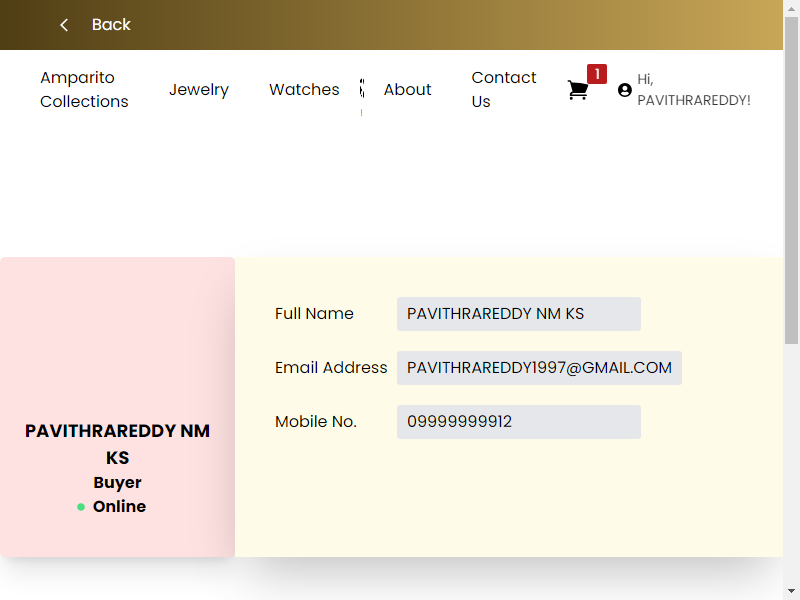 Back
Amparito
Collections
Jewelry
Watches
About
Contact
Us
1
Hi,
PAVITHRAREDDY!
PAVITHRAREDDY NM
KS
Buyer
Online
Full Name PAVITHRAREDDY NM KS
Email Address PAVITHRAREDDY1997@GMAIL.COM
Mobile No. 09999999912